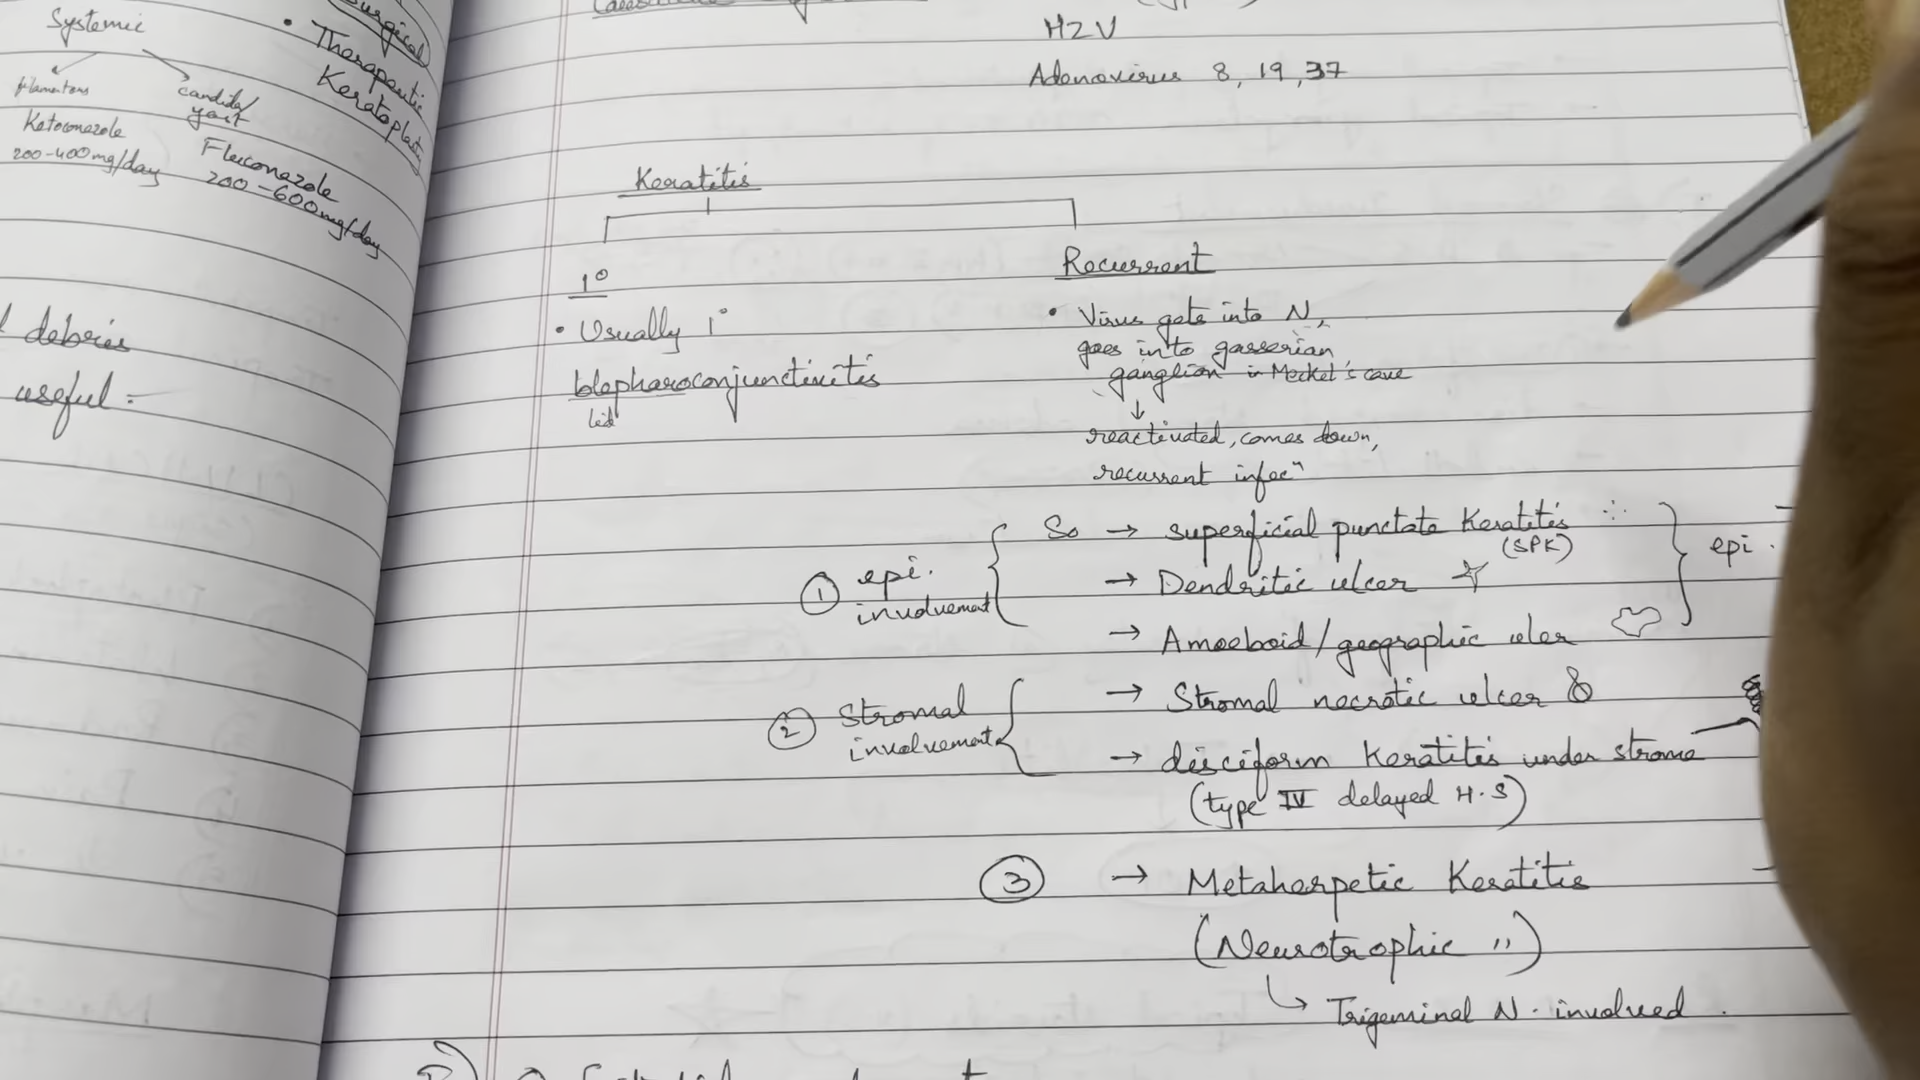 Systemic
filamentous
candida/
yeast
Ketoconazole
200-400mg/day
Fluconazole
200-600mg/day
Surgical
• Therapeutic
Keratoplasty
debries
useful :-
HZV
Adenovirus 8, 19, 37
Keratitis
1°
• Usually 1°
blepharoconjunctivitis
lid
Recurrent
• Virus gets into N,
goes into gasserian
ganglion in Meckel's cave
↓
reactivated, comes down,
recurrent infecⁿ
① epi.
involvement
So → superficial punctate Keratitis
(SPK)
→ Dendritic ulcer
→ Amoeboid/geographic ulcer
epi.
② Stromal
involvement
→ Stromal necrotic ulcer &
→ disciform Keratitis under stroma
(type IV delayed H.S)
③ → Metaherpetic Keratitis
(Neurotrophic ")
↳ Trigeminal N. involved.